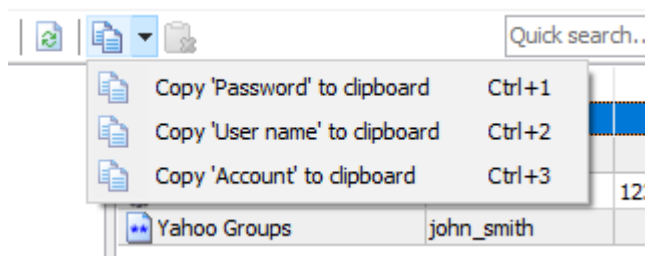 Quick search..
Copy 'Password' to clipboard Ctrl+1
Copy 'User name' to clipboard Ctrl+2
Copy 'Account' to clipboard Ctrl+3
12
Yahoo Groups john_smith